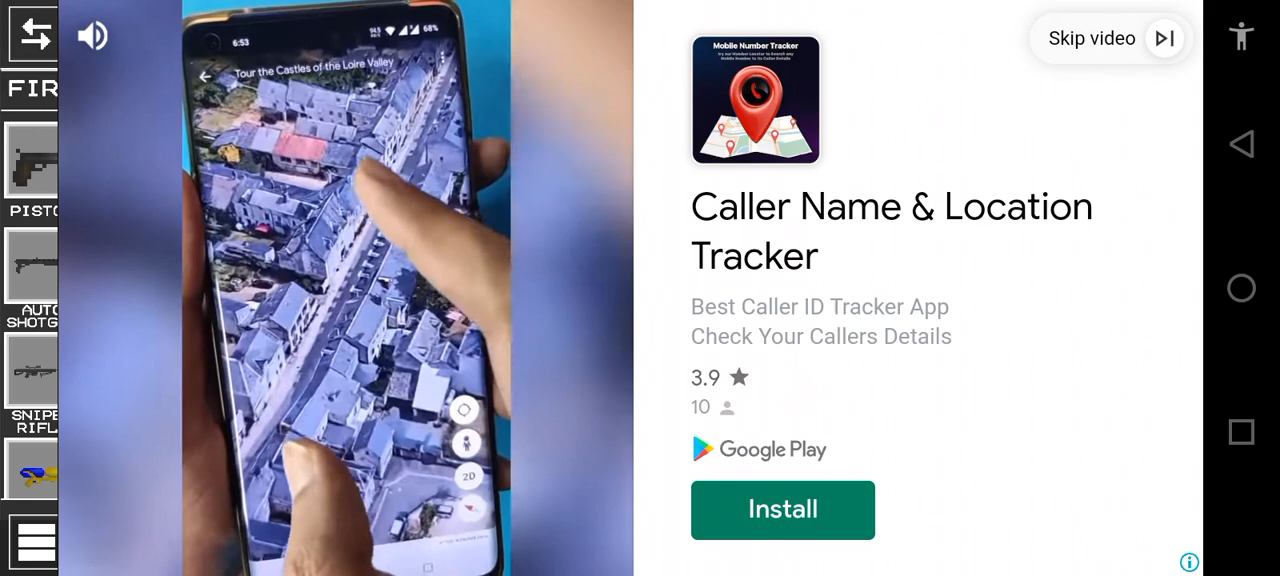 FIR
PISTO
AUTO
SHOTG
SNIPE
RIFL
6:53
68%
Tour the Castles of the Loire Valley
2D
Mobile Number Tracker
Skip video
Caller Name & Location
Tracker
Best Caller ID Tracker App
Check Your Callers Details
3.9
10
Google Play
Install